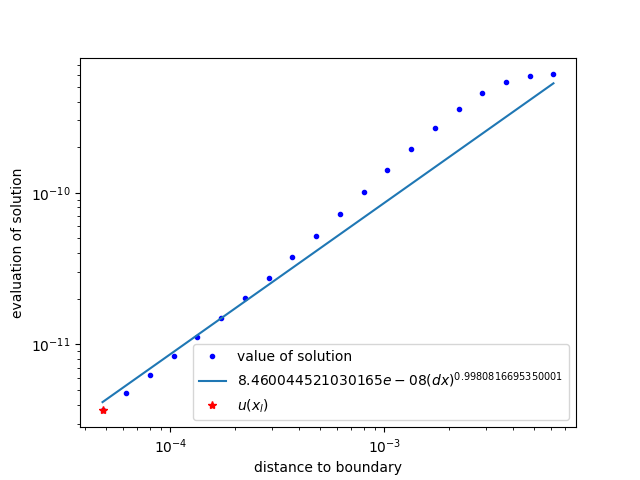 evaluation of solution
10⁻¹⁰
10⁻¹¹
value of solution
8.460044521030165e − 08(dx)^0.9980816695350001
u(x_l)
10⁻⁴
10⁻³
distance to boundary